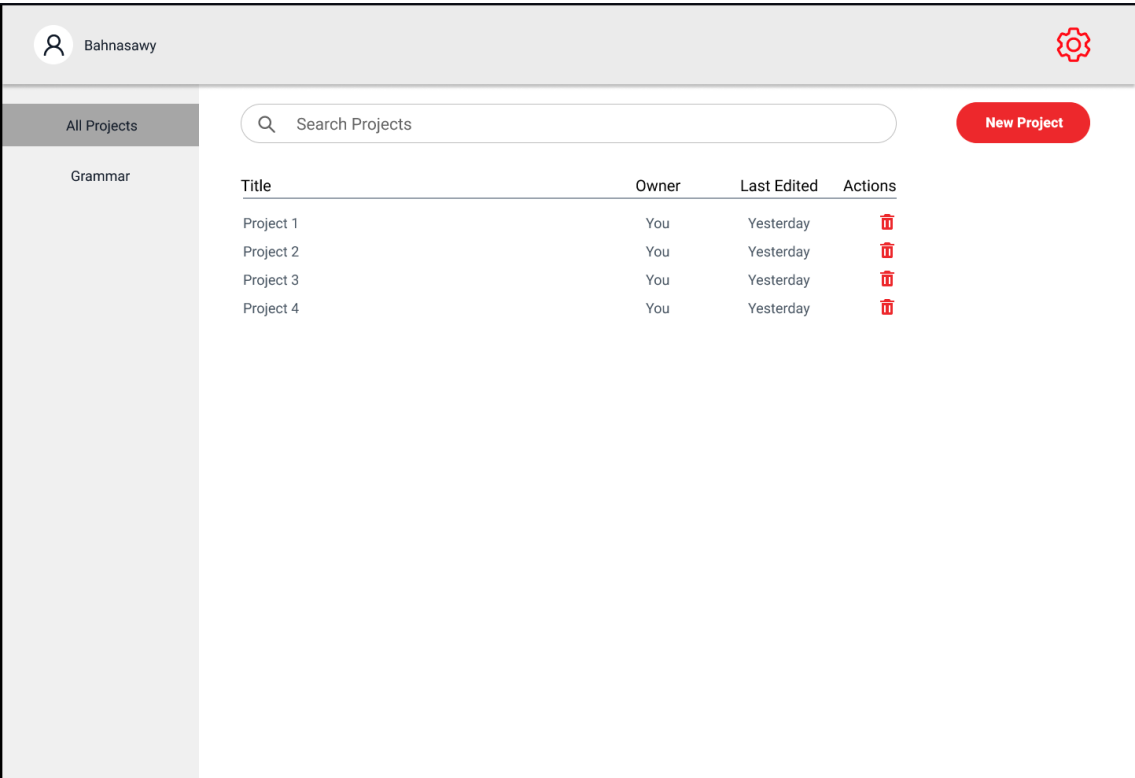 Bahnasawy
All Projects
Grammar
Search Projects
New Project
Title Owner Last Edited Actions
Project 1 You Yesterday
Project 2 You Yesterday
Project 3 You Yesterday
Project 4 You Yesterday